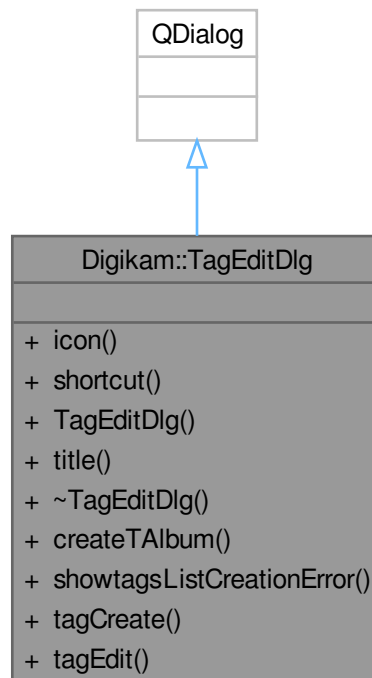 QDialog
Digikam::TagEditDlg
+ icon()
+ shortcut()
+ TagEditDlg()
+ title()
+ ~TagEditDlg()
+ createTAlbum()
+ showtagsListCreationError()
+ tagCreate()
+ tagEdit()